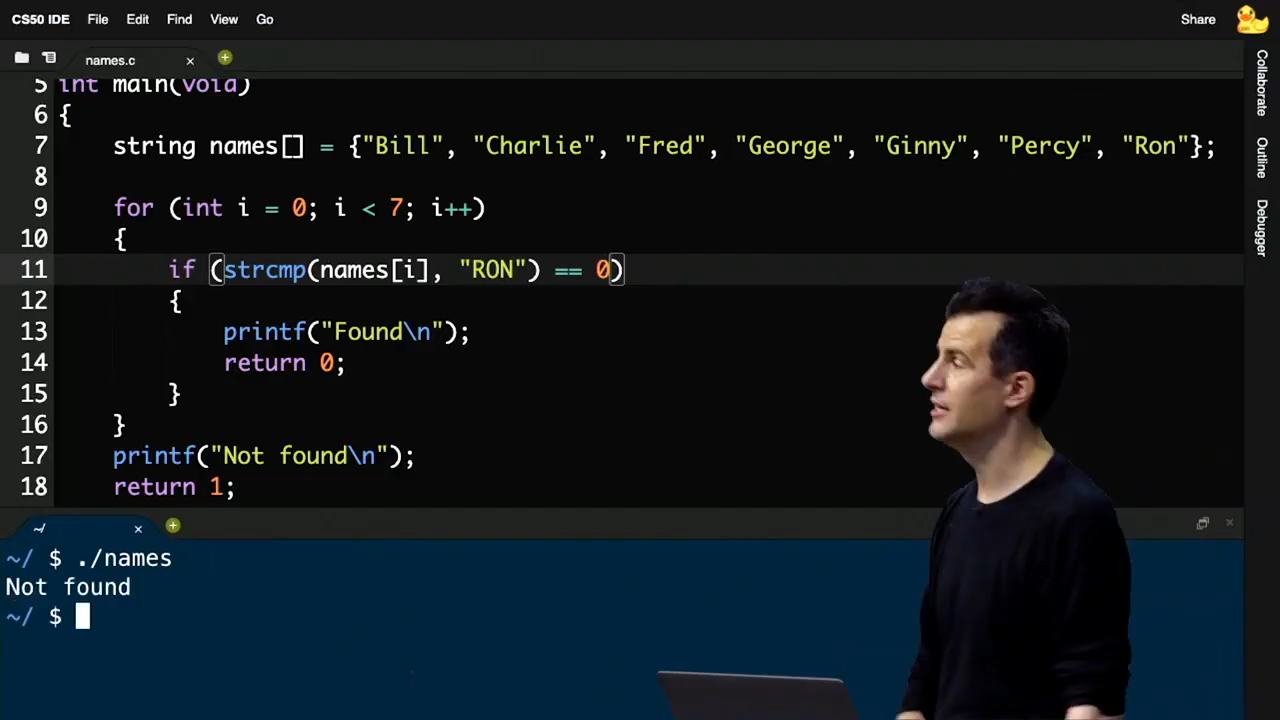 CS50 IDE File Edit Find View Go Share
names.c
5 int main(void)
6 {
7 string names[] = {"Bill", "Charlie", "Fred", "George", "Ginny", "Percy", "Ron"};
8
9 for (int i = 0; i < 7; i++)
10 {
11 if (strcmp(names[i], "RON") == 0)
12 {
13 printf("Found\n");
14 return 0;
15 }
16 }
17 printf("Not found\n");
18 return 1;
Collaborate
Outline
Debugger
~/
~/ $ ./names
Not found
~/ $